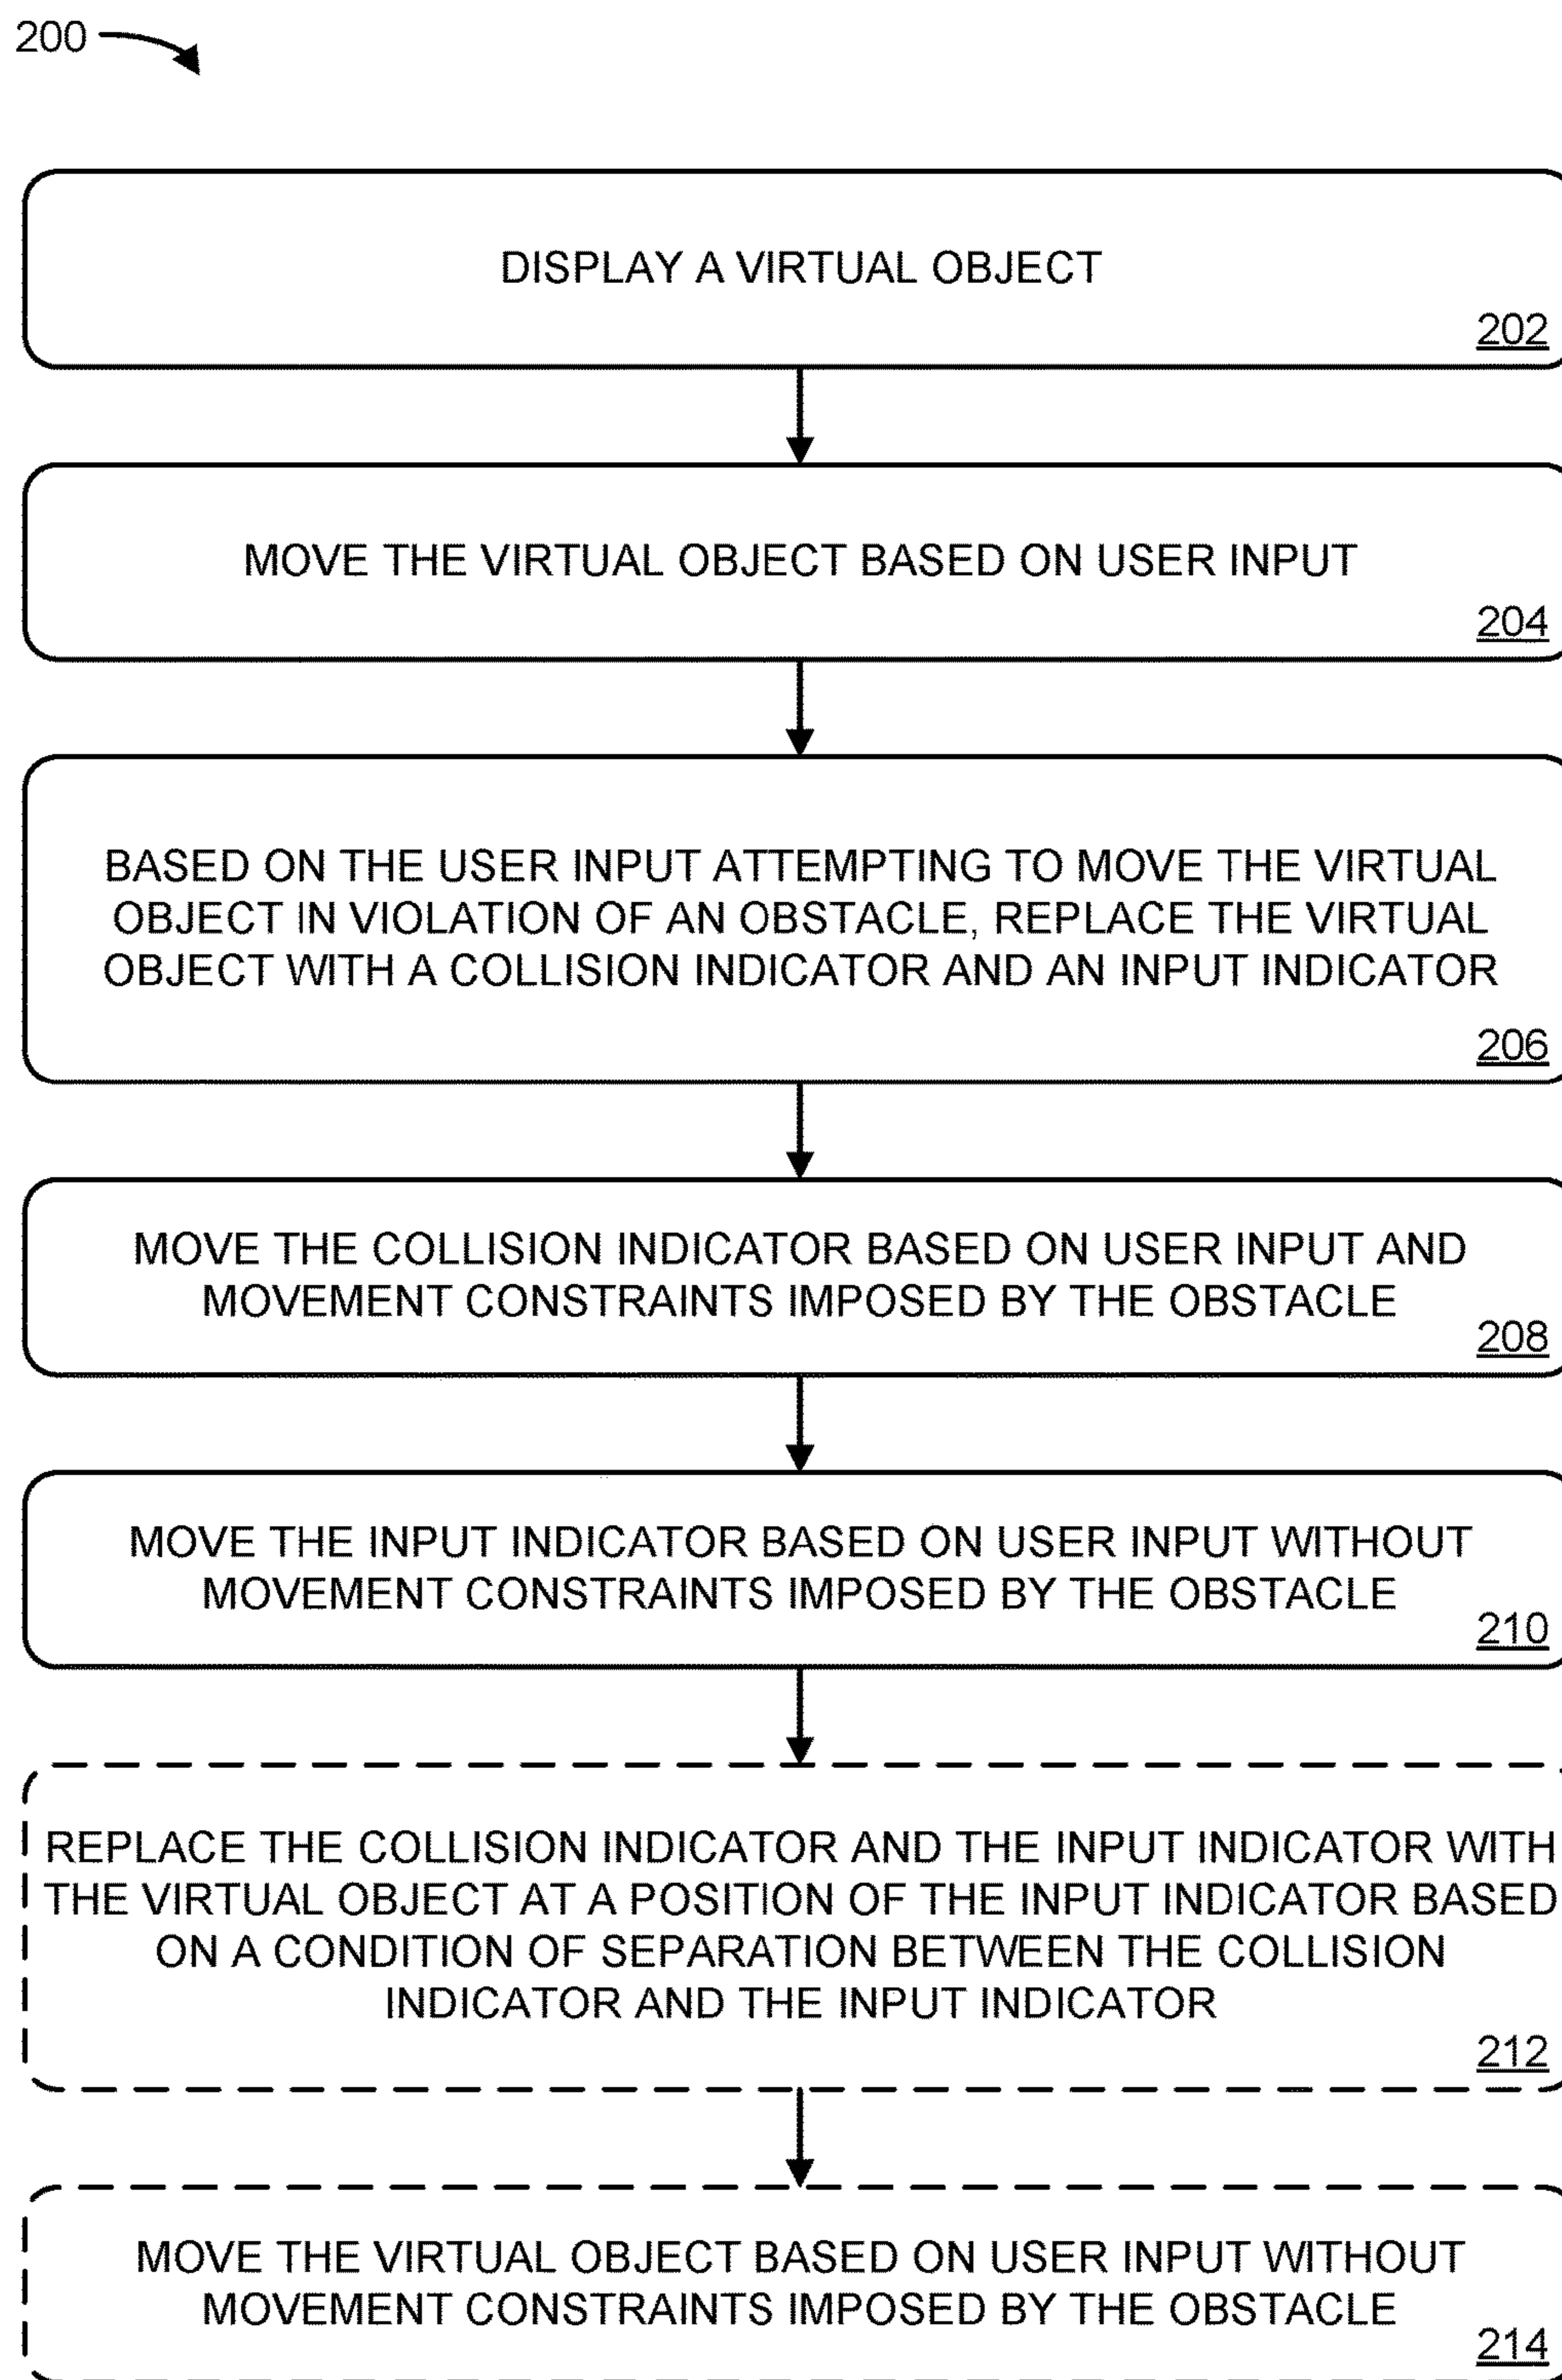 200
DISPLAY A VIRTUAL OBJECT
202
MOVE THE VIRTUAL OBJECT BASED ON USER INPUT
204
BASED ON THE USER INPUT ATTEMPTING TO MOVE THE VIRTUAL
OBJECT IN VIOLATION OF AN OBSTACLE, REPLACE THE VIRTUAL
OBJECT WITH A COLLISION INDICATOR AND AN INPUT INDICATOR
206
MOVE THE COLLISION INDICATOR BASED ON USER INPUT AND
MOVEMENT CONSTRAINTS IMPOSED BY THE OBSTACLE
208
MOVE THE INPUT INDICATOR BASED ON USER INPUT WITHOUT
MOVEMENT CONSTRAINTS IMPOSED BY THE OBSTACLE
210
REPLACE THE COLLISION INDICATOR AND THE INPUT INDICATOR WITH
THE VIRTUAL OBJECT AT A POSITION OF THE INPUT INDICATOR BASED
ON A CONDITION OF SEPARATION BETWEEN THE COLLISION
INDICATOR AND THE INPUT INDICATOR
212
MOVE THE VIRTUAL OBJECT BASED ON USER INPUT WITHOUT
MOVEMENT CONSTRAINTS IMPOSED BY THE OBSTACLE
214